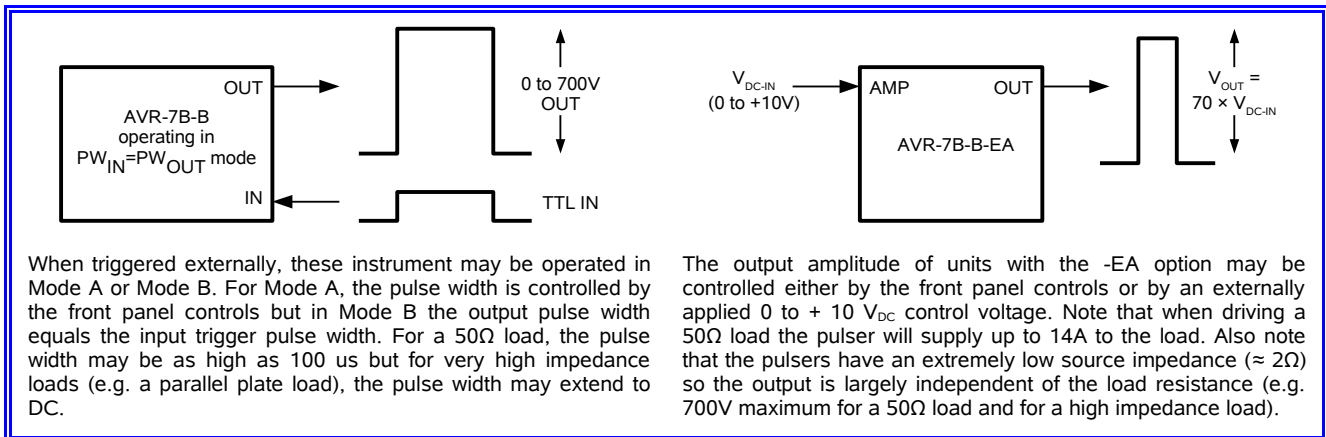 OUT
AVR-7B-B
operating in
PW_IN=PW_OUT mode
IN
0 to 700V
OUT
TTL IN
When triggered externally, these instrument may be operated in
Mode A or Mode B. For Mode A, the pulse width is controlled by
the front panel controls but in Mode B the output pulse width
equals the input trigger pulse width. For a 50Ω load, the pulse
width may be as high as 100 us but for very high impedance
loads (e.g. a parallel plate load), the pulse width may extend to
DC.
V_DC-IN
(0 to +10V)
AMP OUT
AVR-7B-B-EA
V_OUT =
70 × V_DC-IN
The output amplitude of units with the -EA option may be
controlled either by the front panel controls or by an externally
applied 0 to + 10 V_DC control voltage. Note that when driving a
50Ω load the pulser will supply up to 14A to the load. Also note
that the pulsers have an extremely low source impedance (≈ 2Ω)
so the output is largely independent of the load resistance (e.g.
700V maximum for a 50Ω load and for a high impedance load).